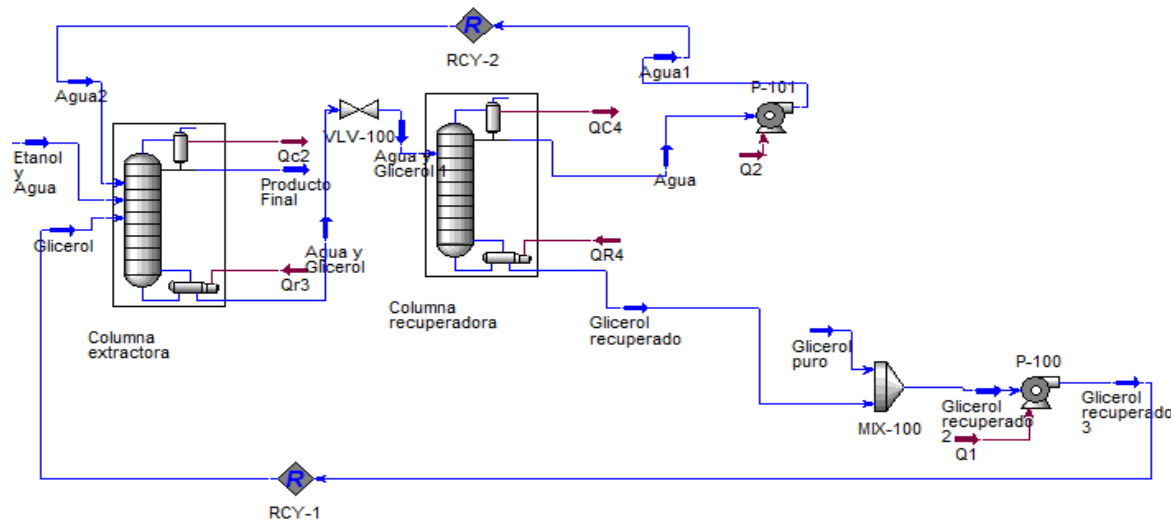 R
RCY-2
Agua1
P-101
Agua2
Q2
Agua
VLV-100
Agua y
Glicerol 1
QC4
Qc2
Etanol
y
Agua
Producto
Final
Glicerol
Agua y
Glicerol
Qr3
QR4
Columna
extractora
Columna
recuperadora
Glicerol
recuperado
Glicerol
puro
MIX-100
P-100
Glicerol
recuperado
2
Q1
Glicerol
recuperado
3
R
RCY-1